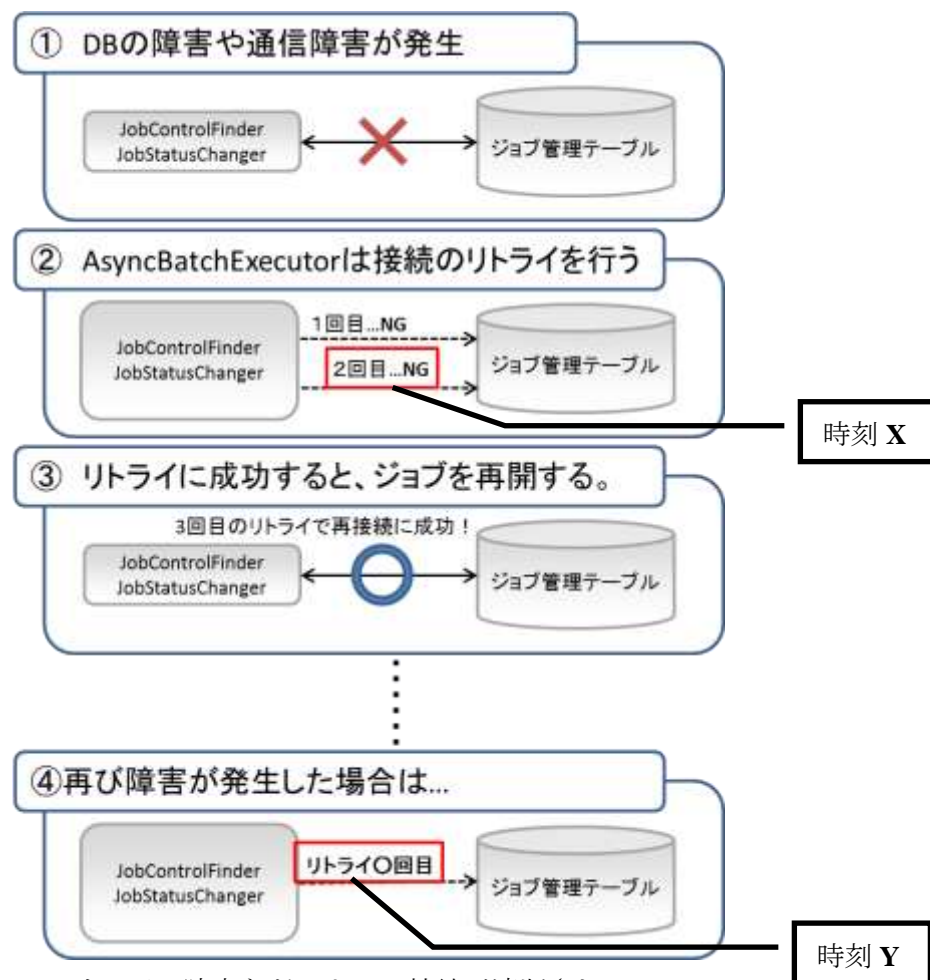 ① DBの障害や通信障害が発生
JobControlFinder
JobStatusChanger
ジョブ管理テーブル
② AsyncBatchExecutorは接続のリトライを行う
JobControlFinder
JobStatusChanger
1回目...NG
2回目...NG
ジョブ管理テーブル
時刻 X
③ リトライに成功すると、ジョブを再開する。
3回目のリトライで再接続に成功！
JobControlFinder
JobStatusChanger
ジョブ管理テーブル
④再び障害が発生した場合は...
JobControlFinder
JobStatusChanger
リトライ〇回目
ジョブ管理テーブル
時刻 Y